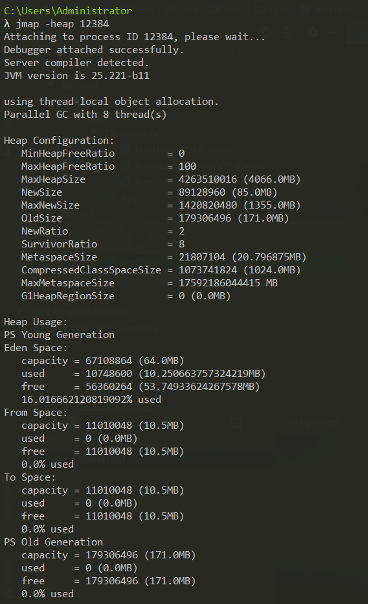 C:\Users\Administrator
λ jmap -heap 12384
Attaching to process ID 12384, please wait...
Debugger attached successfully.
Server compiler detected.
JVM version is 25.221-b11
using thread-local object allocation.
Parallel GC with 8 thread(s)
Heap Configuration:
MinHeapFreeRatio = 0
MaxHeapFreeRatio = 100
MaxHeapSize = 4263510016 (4066.0MB)
NewSize = 89128960 (85.0MB)
MaxNewSize = 1420820480 (1355.0MB)
OldSize = 179306496 (171.0MB)
NewRatio = 2
SurvivorRatio = 8
MetaspaceSize = 21807104 (20.796875MB)
CompressedClassSpaceSize = 1073741824 (1024.0MB)
MaxMetaspaceSize = 17592186044415 MB
G1HeapRegionSize = 0 (0.0MB)
Heap Usage:
PS Young Generation
Eden Space:
capacity = 67108864 (64.0MB)
used = 10748600 (10.250663757324219MB)
free = 56360264 (53.74933624267578MB)
16.016662120819092% used
From Space:
capacity = 11010048 (10.5MB)
used = 0 (0.0MB)
free = 11010048 (10.5MB)
0.0% used
To Space:
capacity = 11010048 (10.5MB)
used = 0 (0.0MB)
free = 11010048 (10.5MB)
0.0% used
PS Old Generation
capacity = 179306496 (171.0MB)
used = 0 (0.0MB)
free = 179306496 (171.0MB)
0.0% used